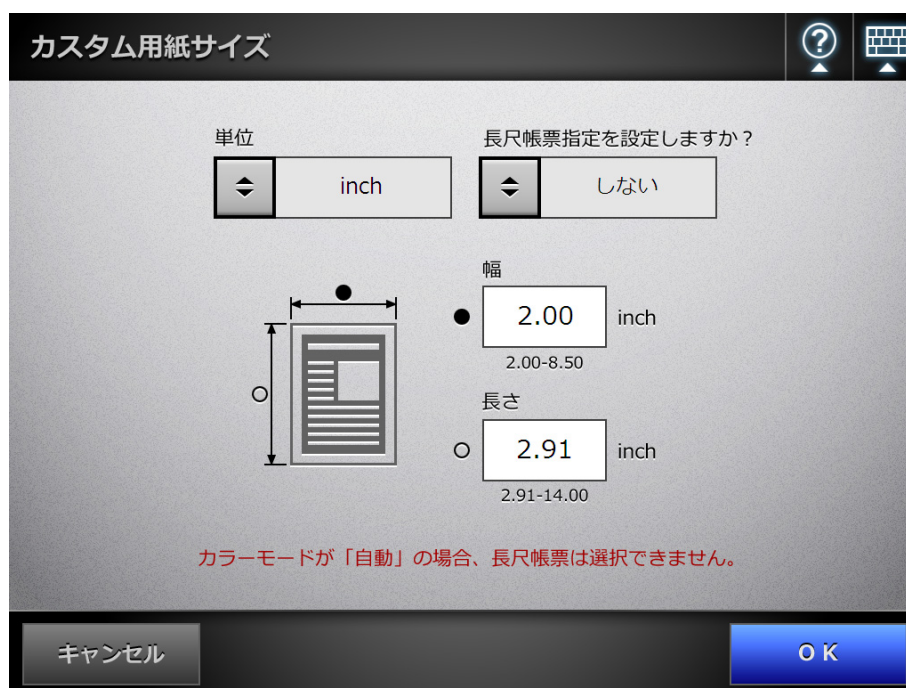 カスタム用紙サイズ
?
単位
長尺帳票指定を設定しますか？
inch
しない
幅
2.00
inch
2.00-8.50
長さ
2.91
inch
2.91-14.00
カラーモードが「自動」の場合、長尺帳票は選択できません。
キャンセル
OK